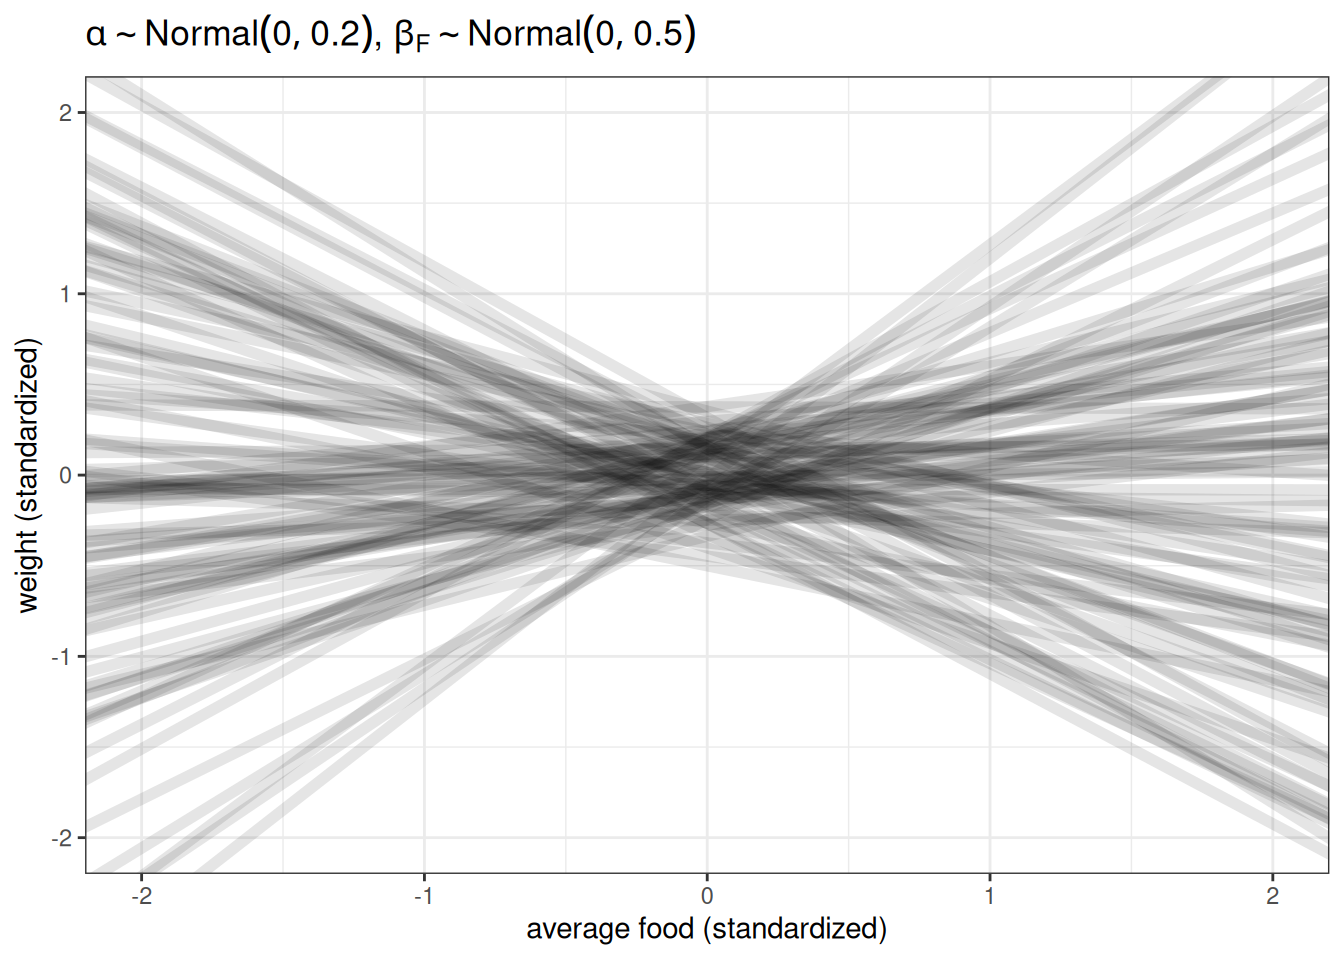 α ~ Normal(0, 0.2), β_F ~ Normal(0, 0.5)
weight (standardized)
2
1
0
-1
-2
-2 -1 0 1 2
average food (standardized)